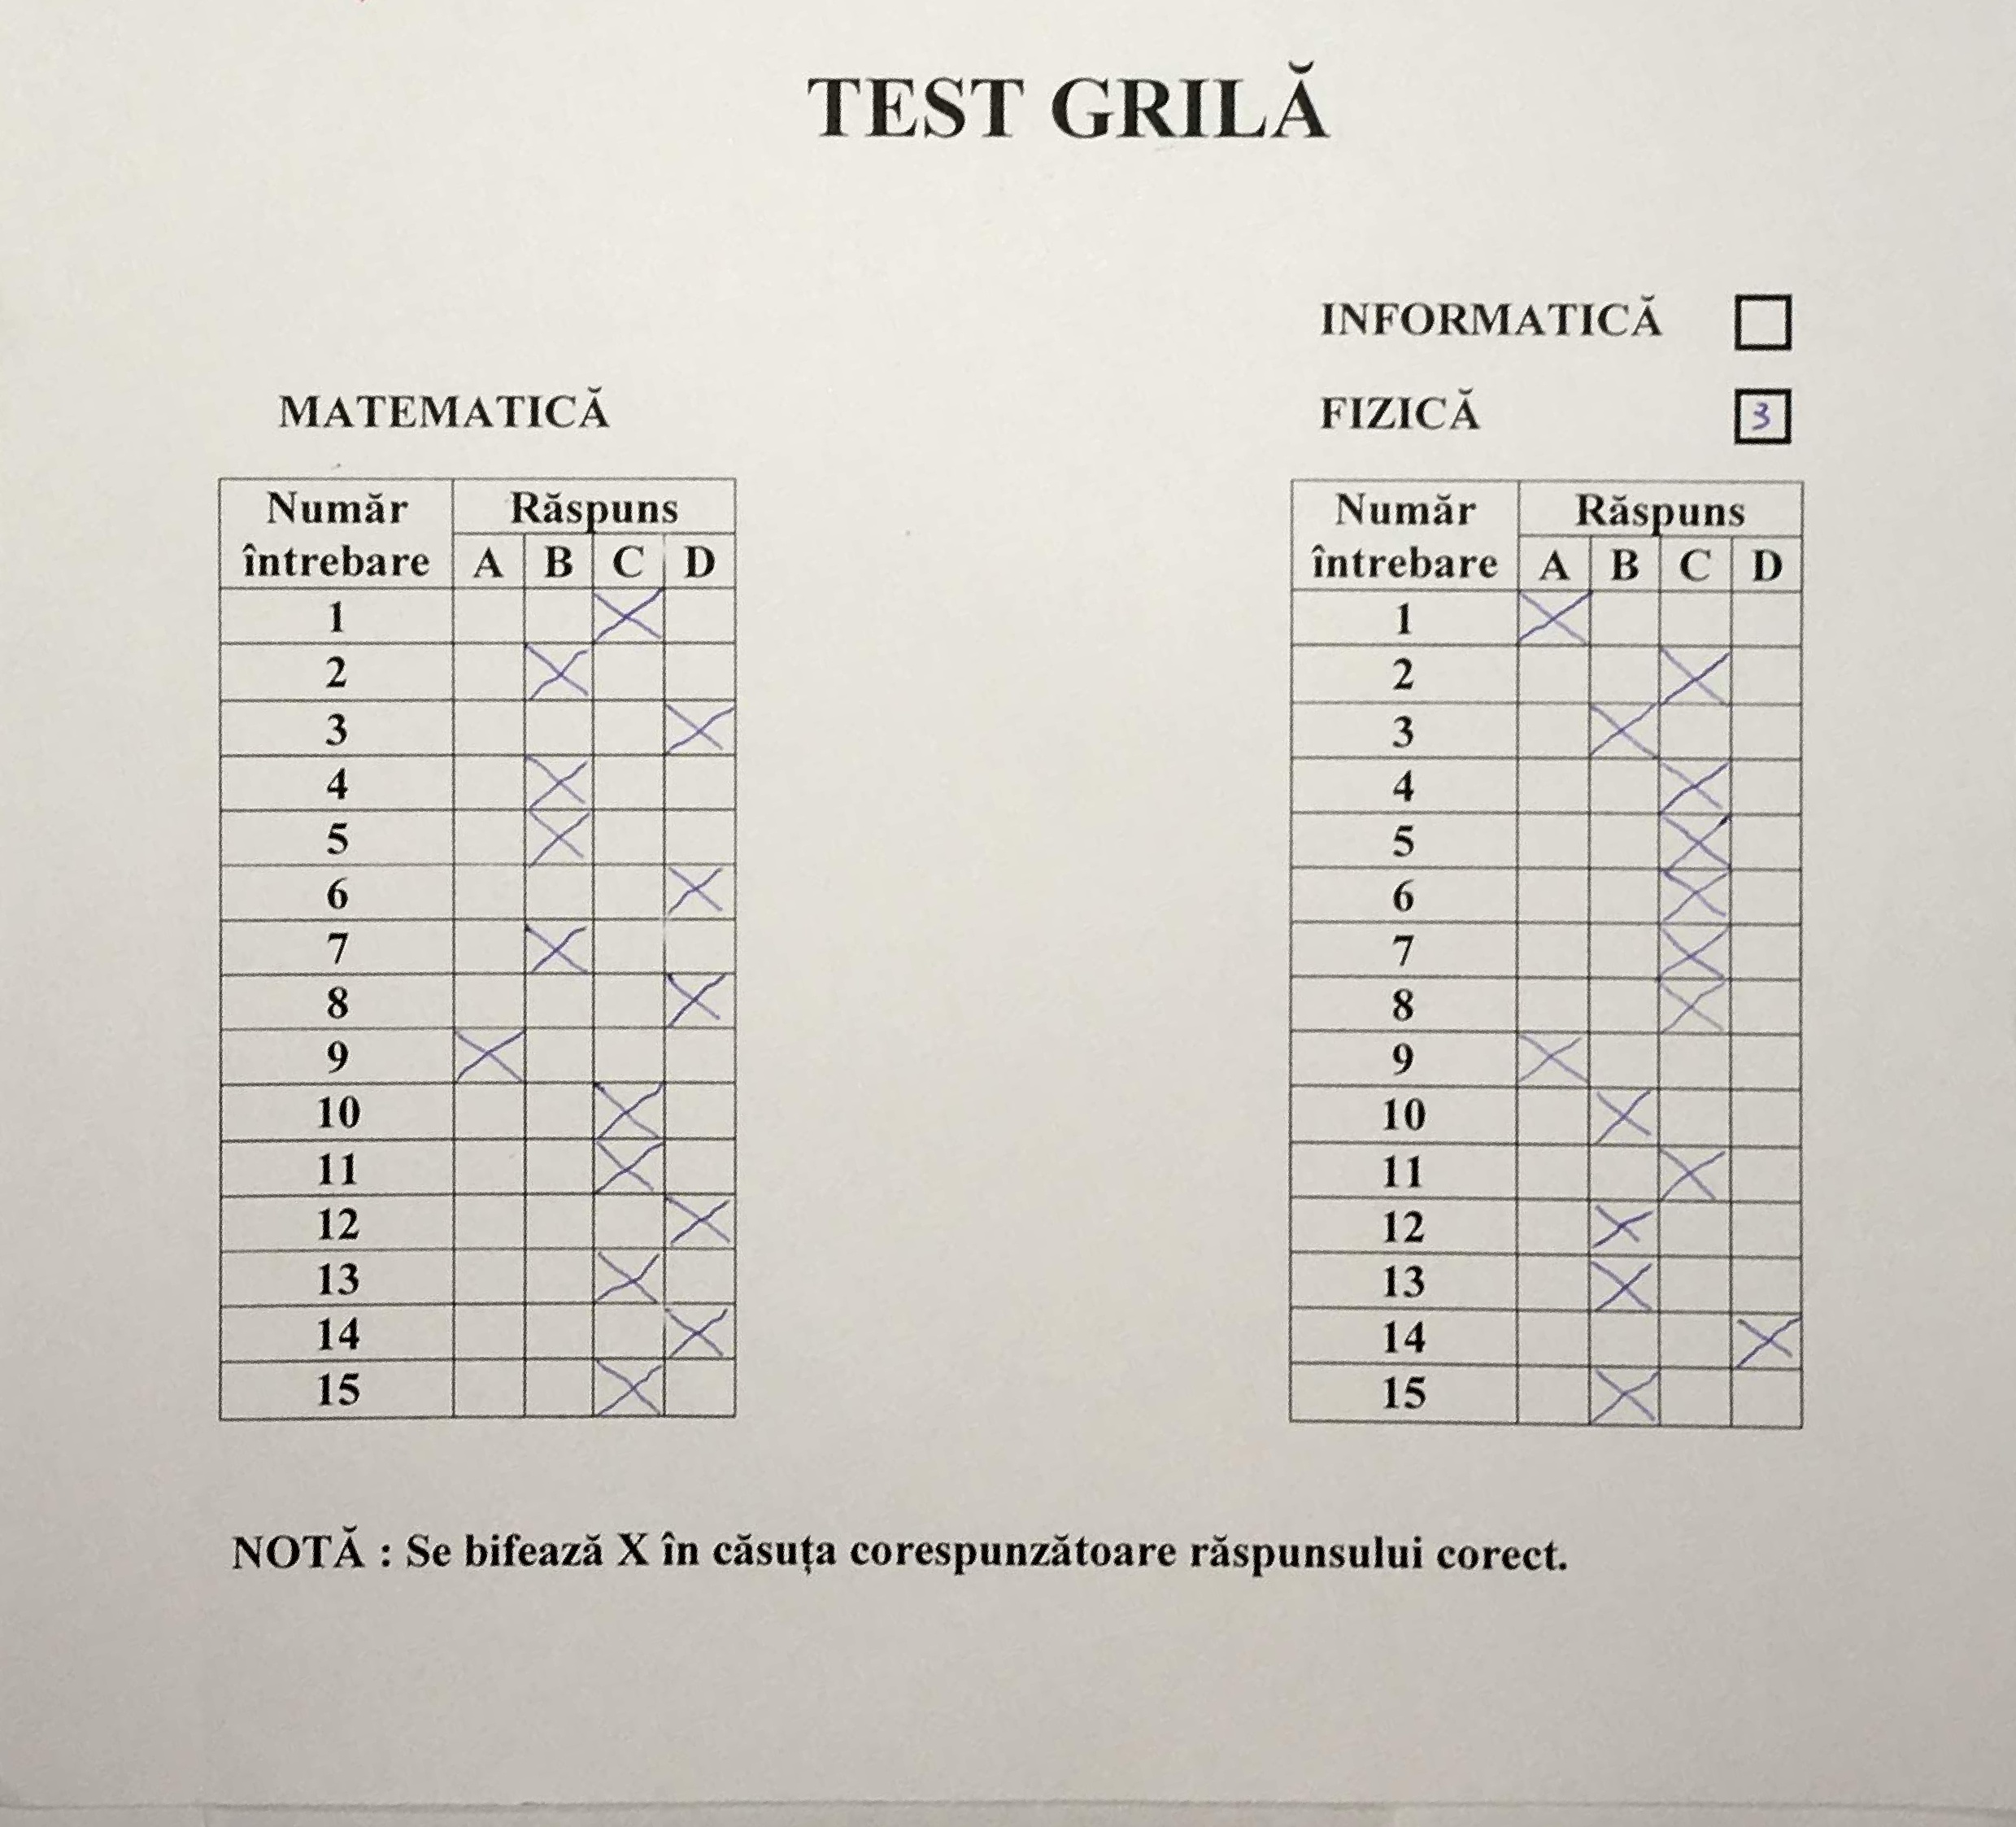 TEST GRILĂ
INFORMATICĂ
MATEMATICĂ
FIZICĂ 3
Număr întrebare Răspuns
A B C D
1 X
2 X
3 X
4 X
5 X
6 X
7 X
8 X
9 X
10 X
11 X
12 X
13 X
14 X
15 X
Număr întrebare Răspuns
A B C D
1 X
2 X
3 X
4 X
5 X
6 X
7 X
8 X
9 X
10 X
11 X
12 X
13 X
14 X
15 X
NOTĂ : Se bifează X în căsuța corespunzătoare răspunsului corect.